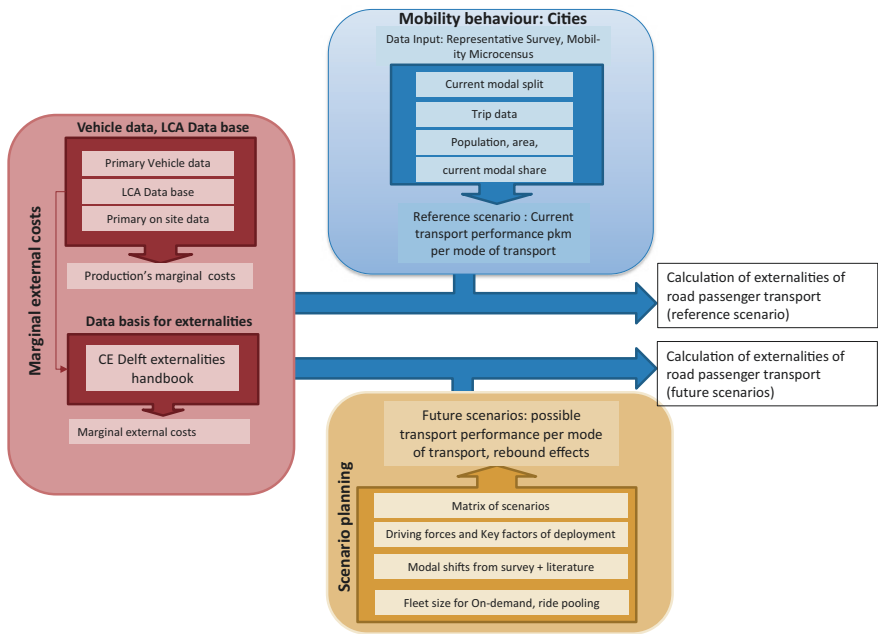 Mobility behaviour: Cities
Data Input: Representative Survey, Mobil-
ity Microcensus
Current modal split
Trip data
Population, area,
current modal share
Reference scenario : Current
transport performance pkm
per mode of transport
Marginal external costs
Vehicle data, LCA Data base
Primary Vehicle data
LCA Data base
Primary on site data
Production's marginal costs
Data basis for externalities
CE Delft externalities
handbook
Marginal external costs
Calculation of externalities of
road passenger transport
(reference scenario)
Calculation of externalities of
road passenger transport
(future scenarios)
Scenario planning
Future scenarios: possible
transport performance per mode
of transport, rebound effects
Matrix of scenarios
Driving forces and Key factors of deployment
Modal shifts from survey + literature
Fleet size for On-demand, ride pooling